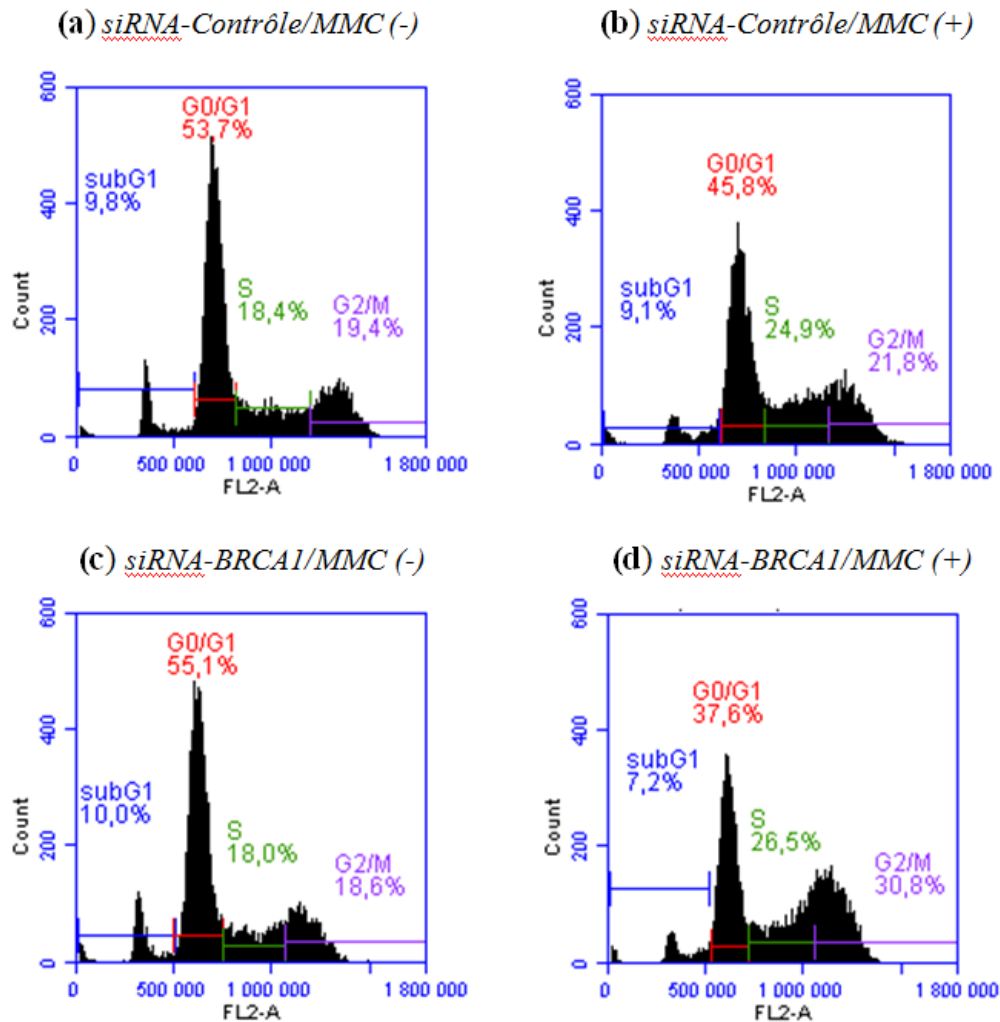 (a) siRNA-Contrôle/MMC (-)
600
400
200
0
Count
G0/G1
53,7%
subG1
9,8%
S
18,4%
G2/M
19,4%
0
500 000
1 000 000
1 800 000
FL2-A
(b) siRNA-Contrôle/MMC (+)
600
400
200
0
Count
G0/G1
45,8%
subG1
9,1%
S
24,9%
G2/M
21,8%
0
500 000
1 000 000
1 800 000
FL2-A
(c) siRNA-BRCA1/MMC (-)
600
400
200
0
Count
G0/G1
55,1%
subG1
10,0%
S
18,0%
G2/M
18,6%
0
500 000
1 000 000
1 800 000
FL2-A
(d) siRNA-BRCA1/MMC (+)
600
400
200
0
Count
G0/G1
37,6%
subG1
7,2%
S
26,5%
G2/M
30,8%
0
500 000
1 000 000
1 800 000
FL2-A